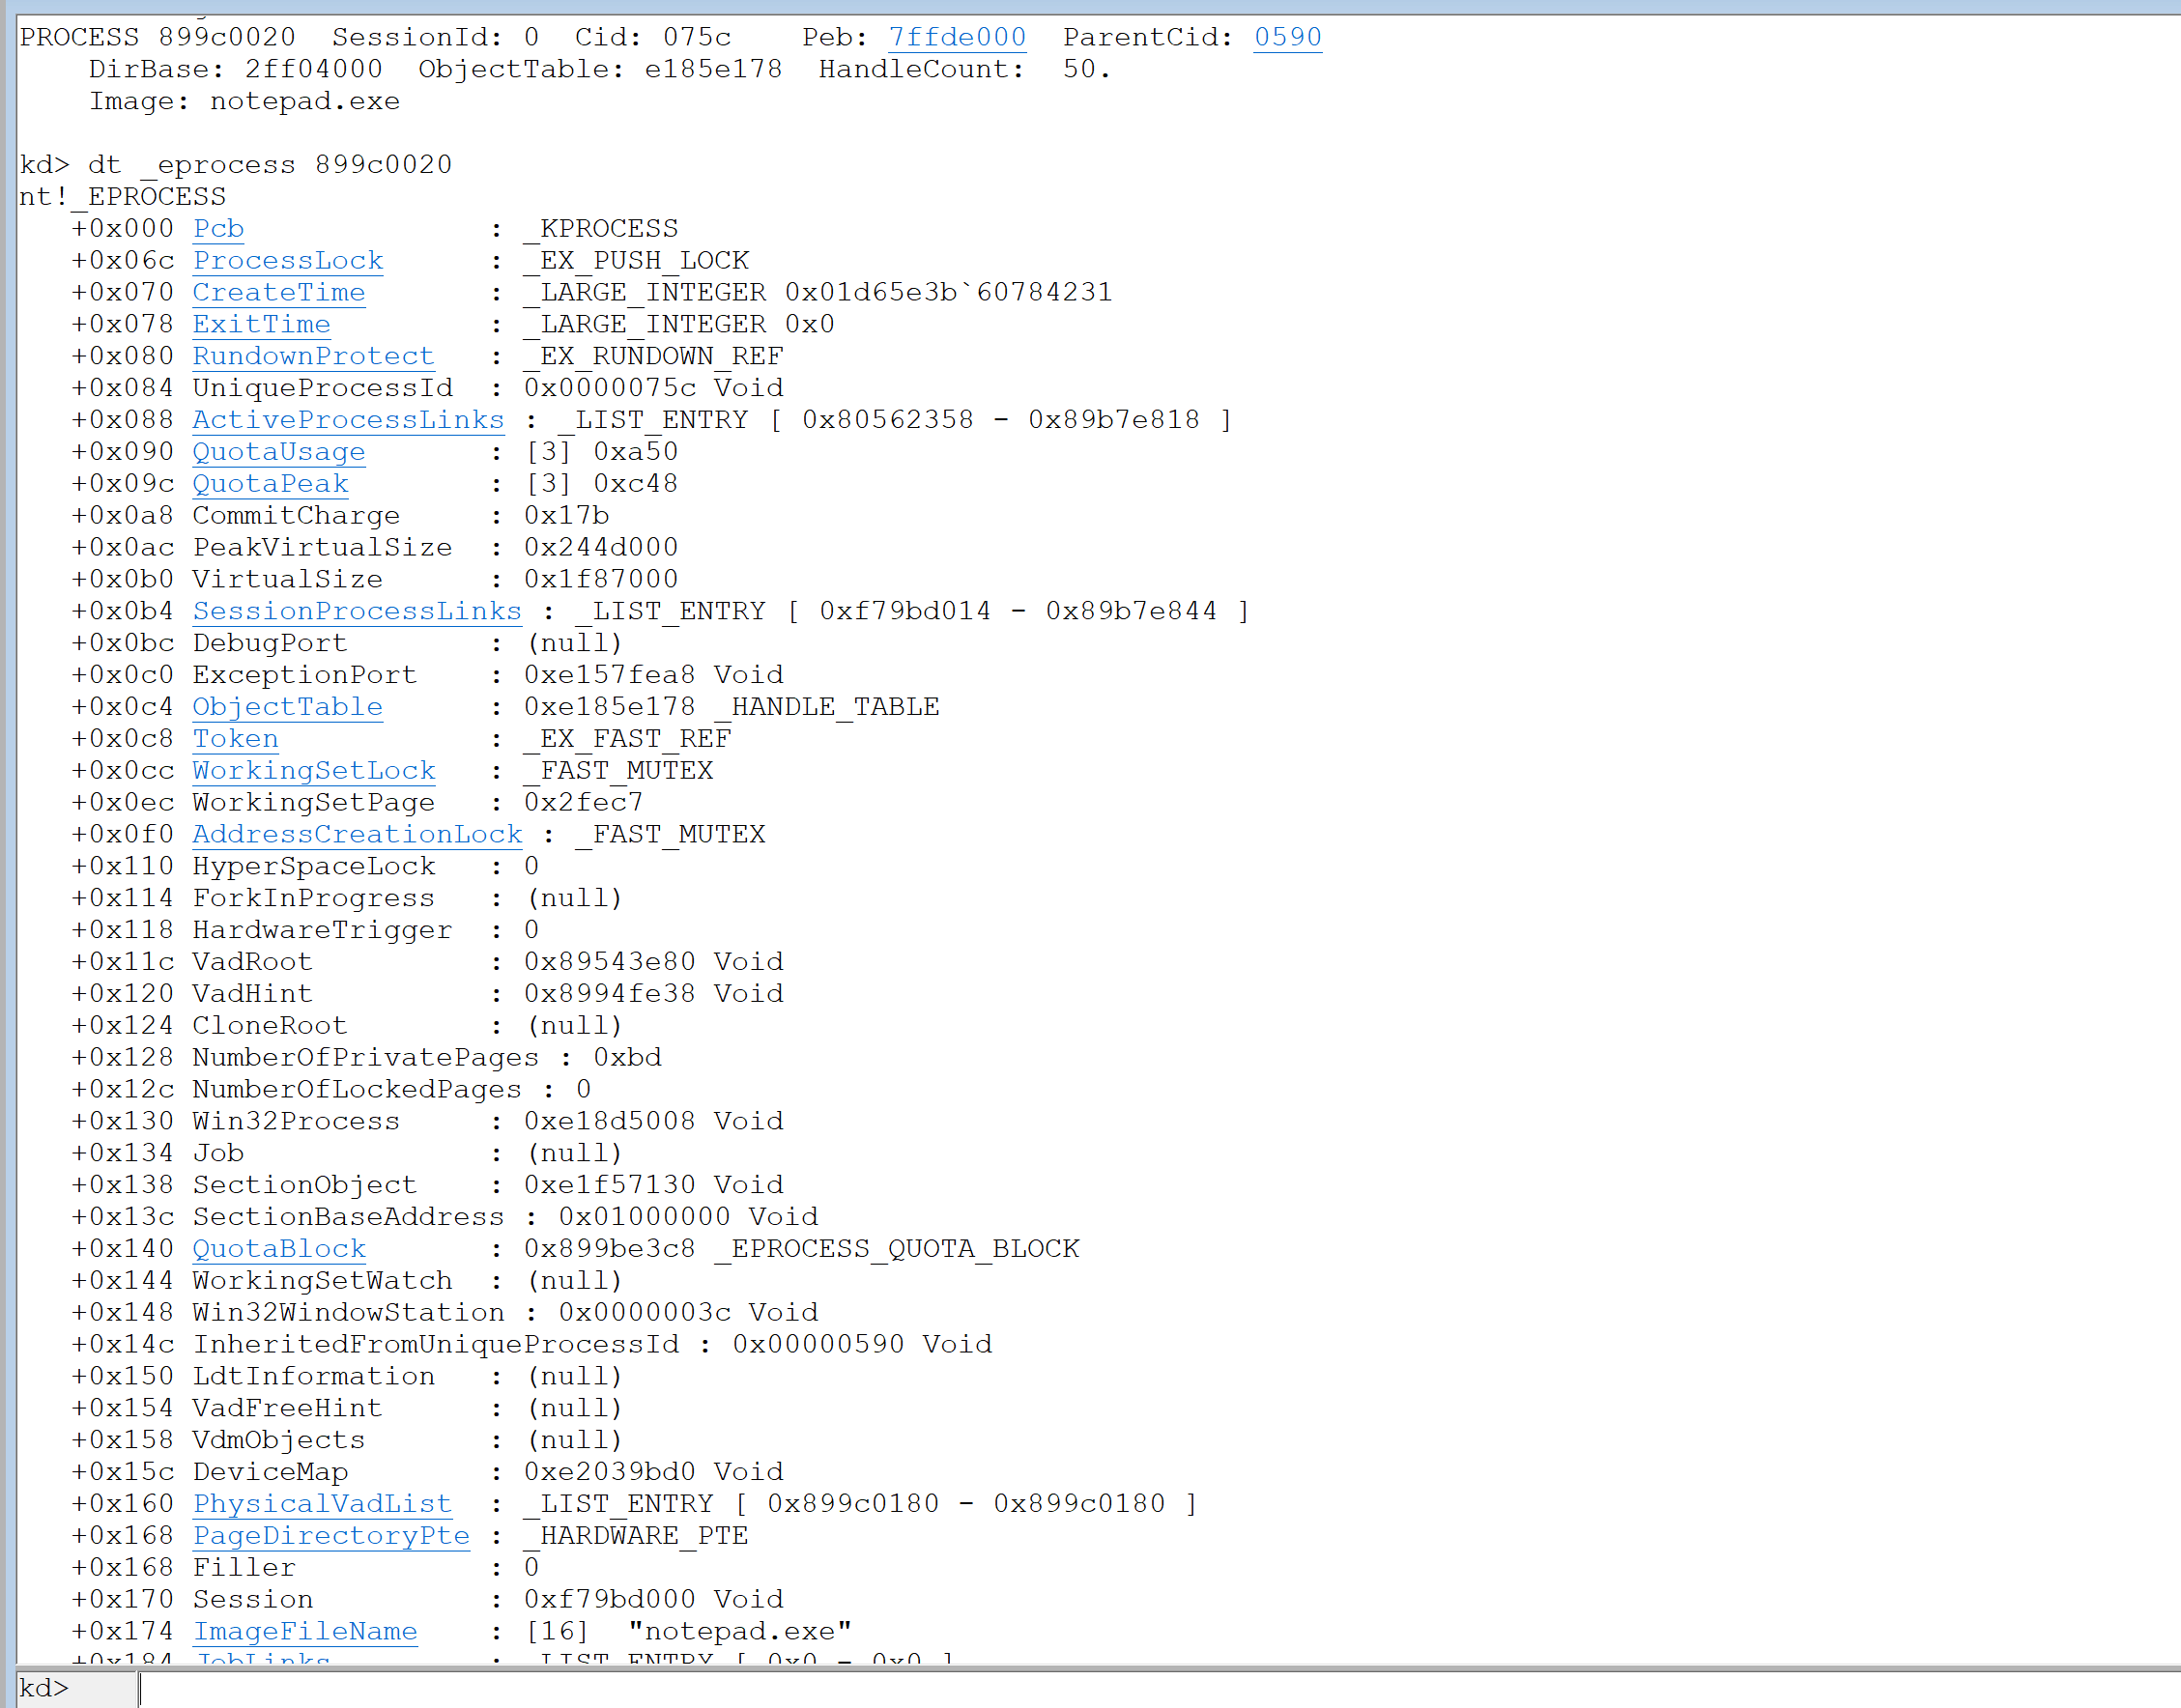 PROCESS 899c0020  SessionId: 0  Cid: 075c    Peb: 7ffde000  ParentCid: 0590
    DirBase: 2ff04000  ObjectTable: e185e178  HandleCount:  50.
    Image: notepad.exe

kd> dt _eprocess 899c0020
nt!_EPROCESS
   +0x000 Pcb              : _KPROCESS
   +0x06c ProcessLock      : _EX_PUSH_LOCK
   +0x070 CreateTime       : _LARGE_INTEGER 0x01d65e3b`60784231
   +0x078 ExitTime         : _LARGE_INTEGER 0x0
   +0x080 RundownProtect   : _EX_RUNDOWN_REF
   +0x084 UniqueProcessId  : 0x0000075c Void
   +0x088 ActiveProcessLinks : _LIST_ENTRY [ 0x80562358 - 0x89b7e818 ]
   +0x090 QuotaUsage       : [3] 0xa50
   +0x09c QuotaPeak        : [3] 0xc48
   +0x0a8 CommitCharge     : 0x17b
   +0x0ac PeakVirtualSize  : 0x244d000
   +0x0b0 VirtualSize      : 0x1f87000
   +0x0b4 SessionProcessLinks : _LIST_ENTRY [ 0xf79bd014 - 0x89b7e844 ]
   +0x0bc DebugPort        : (null)
   +0x0c0 ExceptionPort    : 0xe157fea8 Void
   +0x0c4 ObjectTable      : 0xe185e178 _HANDLE_TABLE
   +0x0c8 Token            : _EX_FAST_REF
   +0x0cc WorkingSetLock   : _FAST_MUTEX
   +0x0ec WorkingSetPage   : 0x2fec7
   +0x0f0 AddressCreationLock : _FAST_MUTEX
   +0x110 HyperSpaceLock   : 0
   +0x114 ForkInProgress   : (null)
   +0x118 HardwareTrigger  : 0
   +0x11c VadRoot          : 0x89543e80 Void
   +0x120 VadHint          : 0x8994fe38 Void
   +0x124 CloneRoot        : (null)
   +0x128 NumberOfPrivatePages : 0xbd
   +0x12c NumberOfLockedPages : 0
   +0x130 Win32Process     : 0xe18d5008 Void
   +0x134 Job              : (null)
   +0x138 SectionObject    : 0xe1f57130 Void
   +0x13c SectionBaseAddress : 0x01000000 Void
   +0x140 QuotaBlock       : 0x899be3c8 _EPROCESS_QUOTA_BLOCK
   +0x144 WorkingSetWatch  : (null)
   +0x148 Win32WindowStation : 0x0000003c Void
   +0x14c InheritedFromUniqueProcessId : 0x00000590 Void
   +0x150 LdtInformation   : (null)
   +0x154 VadFreeHint      : (null)
   +0x158 VdmObjects       : (null)
   +0x15c DeviceMap        : 0xe2039bd0 Void
   +0x160 PhysicalVadList  : _LIST_ENTRY [ 0x899c0180 - 0x899c0180 ]
   +0x168 PageDirectoryPte : _HARDWARE_PTE
   +0x168 Filler           : 0
   +0x170 Session          : 0xf79bd000 Void
   +0x174 ImageFileName    : [16]  "notepad.exe"
   +0x184 JobLinks         : _LIST_ENTRY [ 0x0 - 0x0 ]
kd>